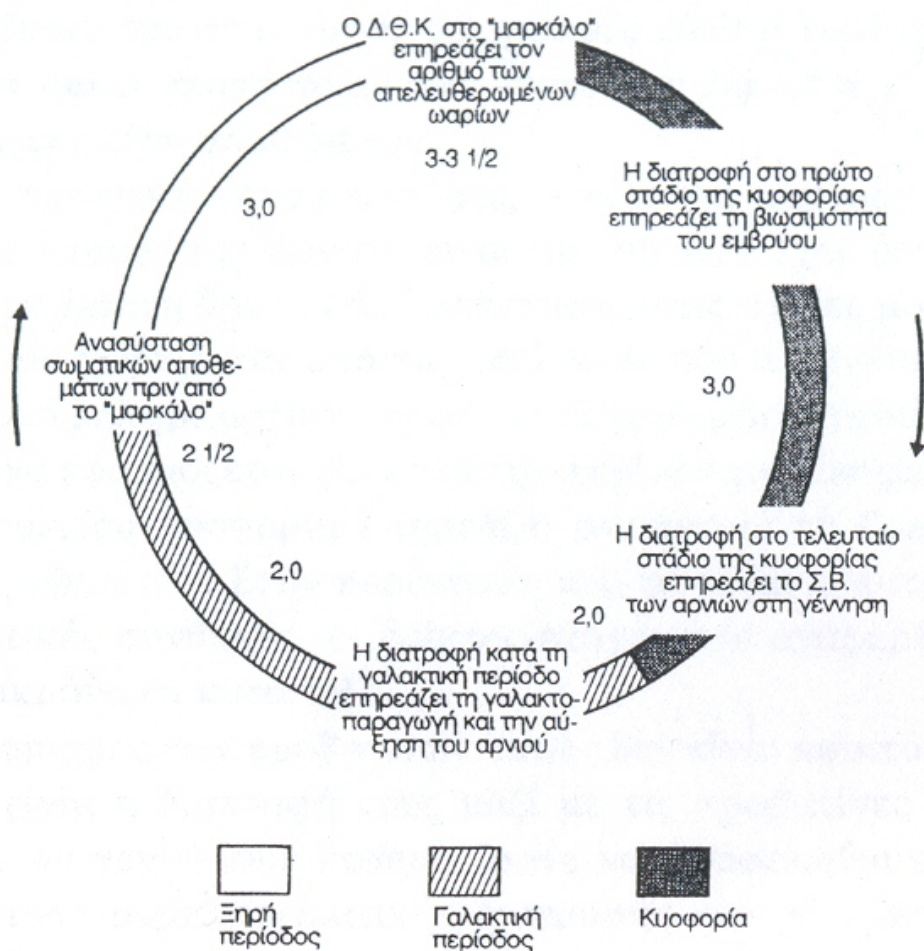 Ο Δ.Θ.Κ. στο "μαρκάλο"
επηρεάζει τον
αριθμό των
απελευθερωμένων
ωαρίων
3-3 1/2
3,0
Η διατροφή στο πρώτο
στάδιο της κυοφορίας
επηρεάζει τη βιωσιμότητα
του εμβρύου
Ανασύσταση
σωματικών αποθε-
μάτων πριν από
το "μαρκάλο"
3,0
2 1/2
Η διατροφή στο τελευταίο
στάδιο της κυοφορίας
επηρεάζει το Σ.Β.
των αρνιών στη γέννηση
2,0
2,0
Η διατροφή κατά τη
γαλακτική περίοδο
επηρεάζει τη γαλακτο-
παραγωγή και την αύ-
ξηση του αρνιού
Ξηρή
περίοδος
Γαλακτική
περίοδος
Κυοφορία